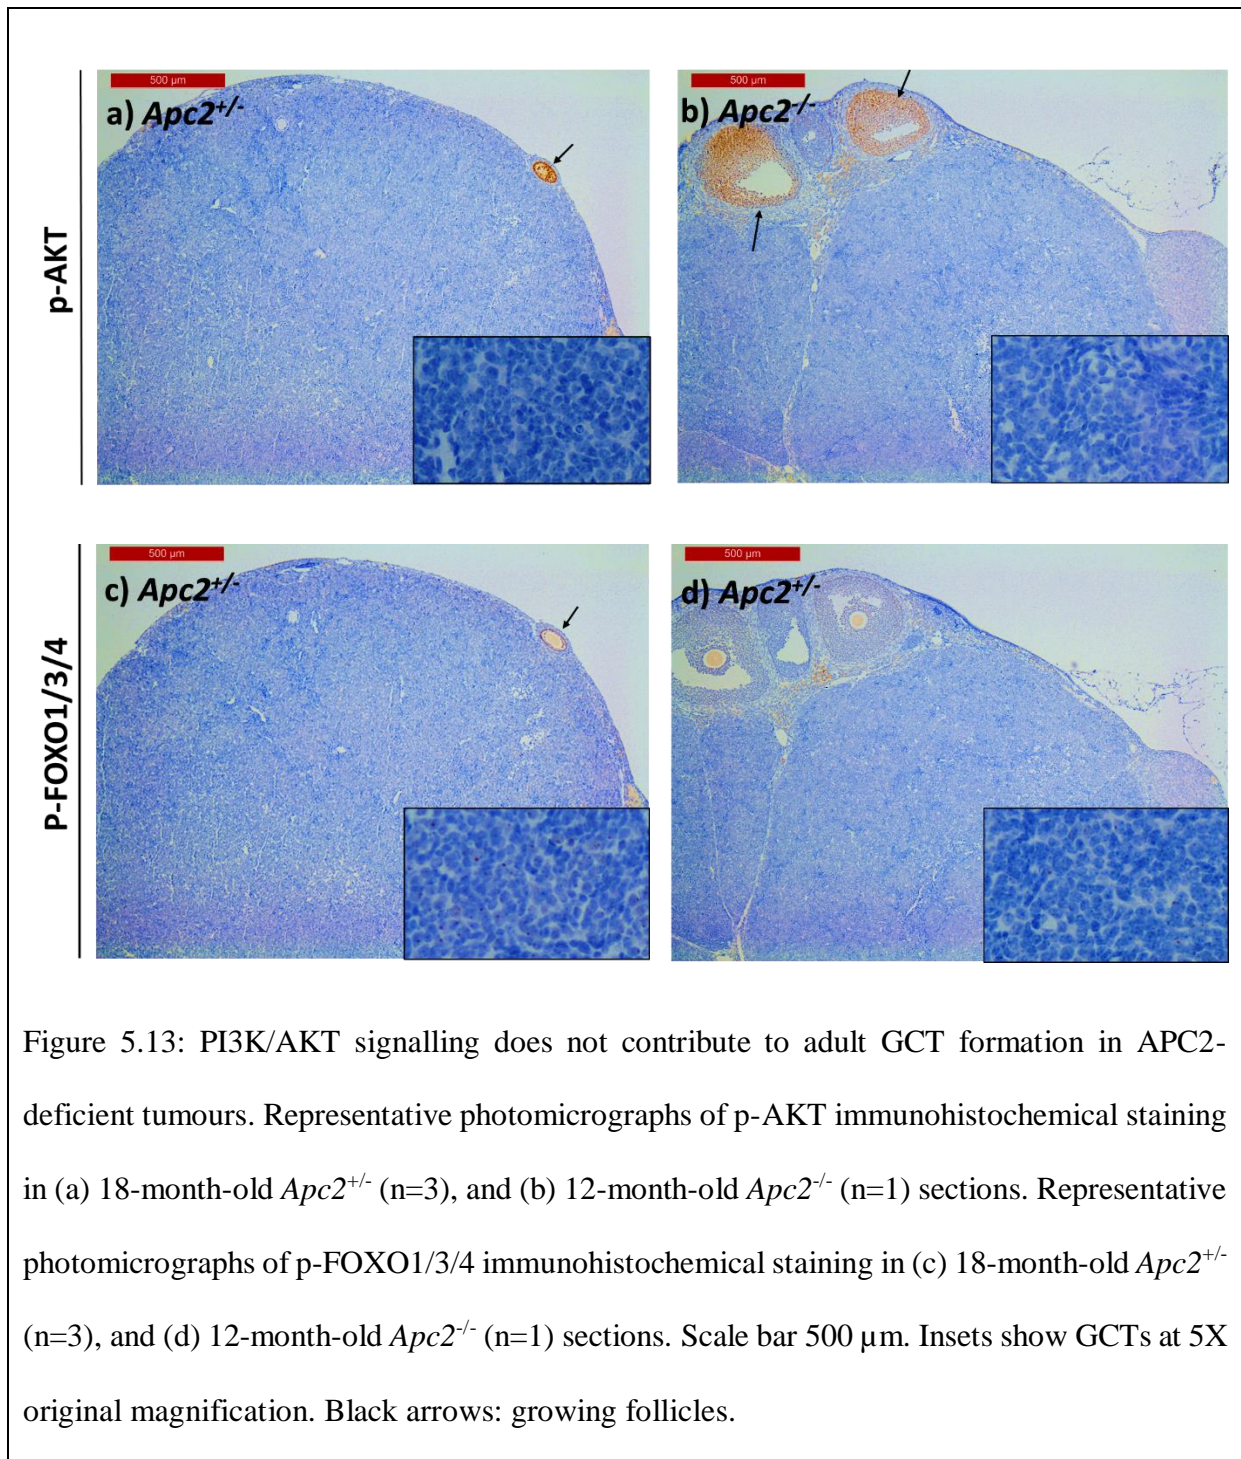 500 µm
a) Apc2+/-
500 µm
b) Apc2-/-
p-AKT
500 µm
c) Apc2+/-
500 µm
d) Apc2+/-
P-FOXO1/3/4
Figure 5.13: PI3K/AKT signalling does not contribute to adult GCT formation in APC2-
deficient tumours. Representative photomicrographs of p-AKT immunohistochemical staining
in (a) 18-month-old Apc2+/- (n=3), and (b) 12-month-old Apc2-/- (n=1) sections. Representative
photomicrographs of p-FOXO1/3/4 immunohistochemical staining in (c) 18-month-old Apc2+/-
(n=3), and (d) 12-month-old Apc2-/- (n=1) sections. Scale bar 500 µm. Insets show GCTs at 5X
original magnification. Black arrows: growing follicles.